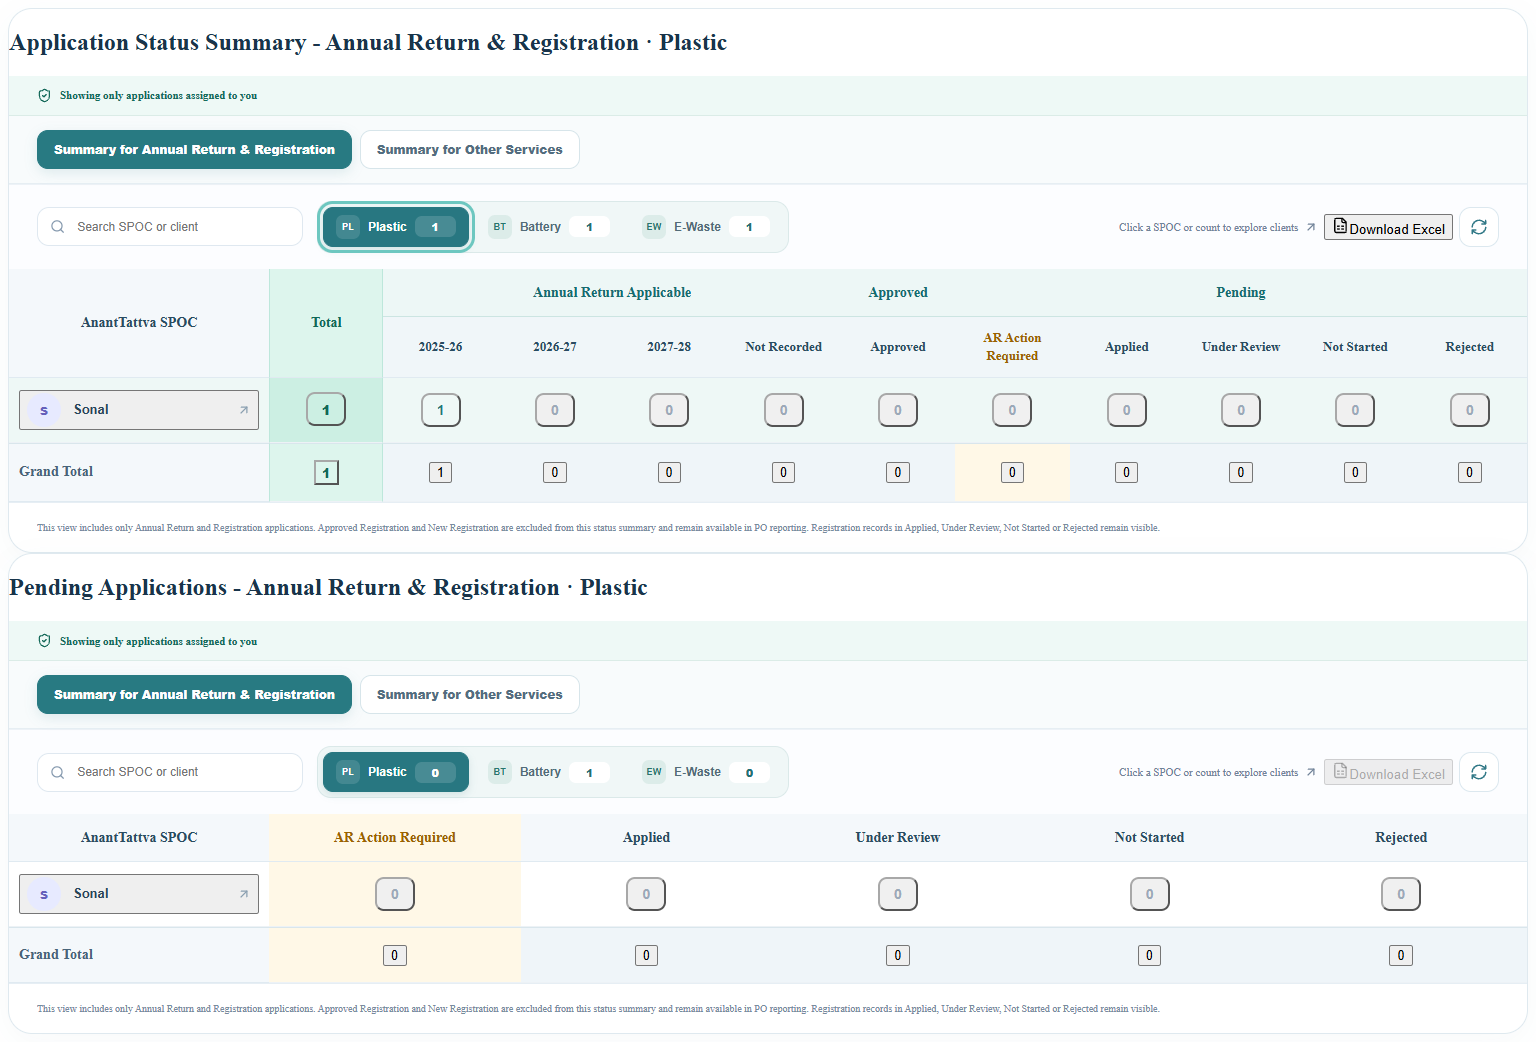 Application Status Summary - Annual Return & Registration · Plastic
Showing only applications assigned to you
Summary for Annual Return & Registration
Summary for Other Services
Search SPOC or client
PL Plastic 1
BT Battery 1
EW E-Waste 1
Click a SPOC or count to explore clients
Download Excel
AnantTattva SPOC
Total
Annual Return Applicable
Approved
Pending
2025-26
2026-27
2027-28
Not Recorded
Approved
AR Action
Required
Applied
Under Review
Not Started
Rejected
S Sonal 1 1 0 0 0 0 0 0 0 0 0
Grand Total 1 1 0 0 0 0 0 0 0 0 0
This view includes only Annual Return and Registration applications. Approved Registration and New Registration are excluded from this status summary and remain available in PO reporting. Registration records in Applied, Under Review, Not Started or Rejected remain visible.
Pending Applications - Annual Return & Registration · Plastic
Showing only applications assigned to you
Summary for Annual Return & Registration
Summary for Other Services
Search SPOC or client
PL Plastic 0
BT Battery 1
EW E-Waste 0
Click a SPOC or count to explore clients
Download Excel
AnantTattva SPOC
AR Action Required
Applied
Under Review
Not Started
Rejected
S Sonal 0 0 0 0 0
Grand Total 0 0 0 0 0
This view includes only Annual Return and Registration applications. Approved Registration and New Registration are excluded from this status summary and remain available in PO reporting. Registration records in Applied, Under Review, Not Started or Rejected remain visible.